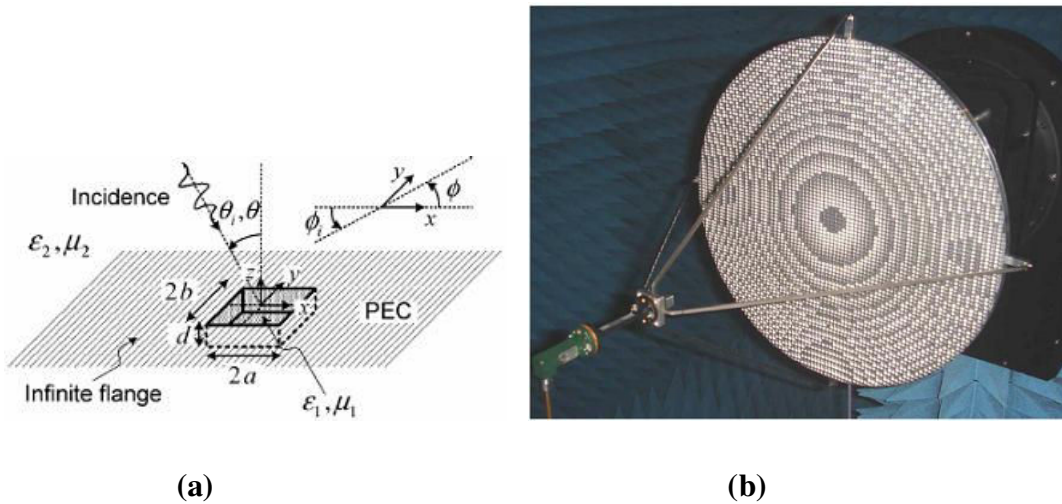 Incidence
θᵢ, θ
y
ϕ
ϕᵢ
x
ε₂, μ₂
z
y
2b
x
PEC
d
2a
Infinite flange
ε₁, μ₁
(a) (b)